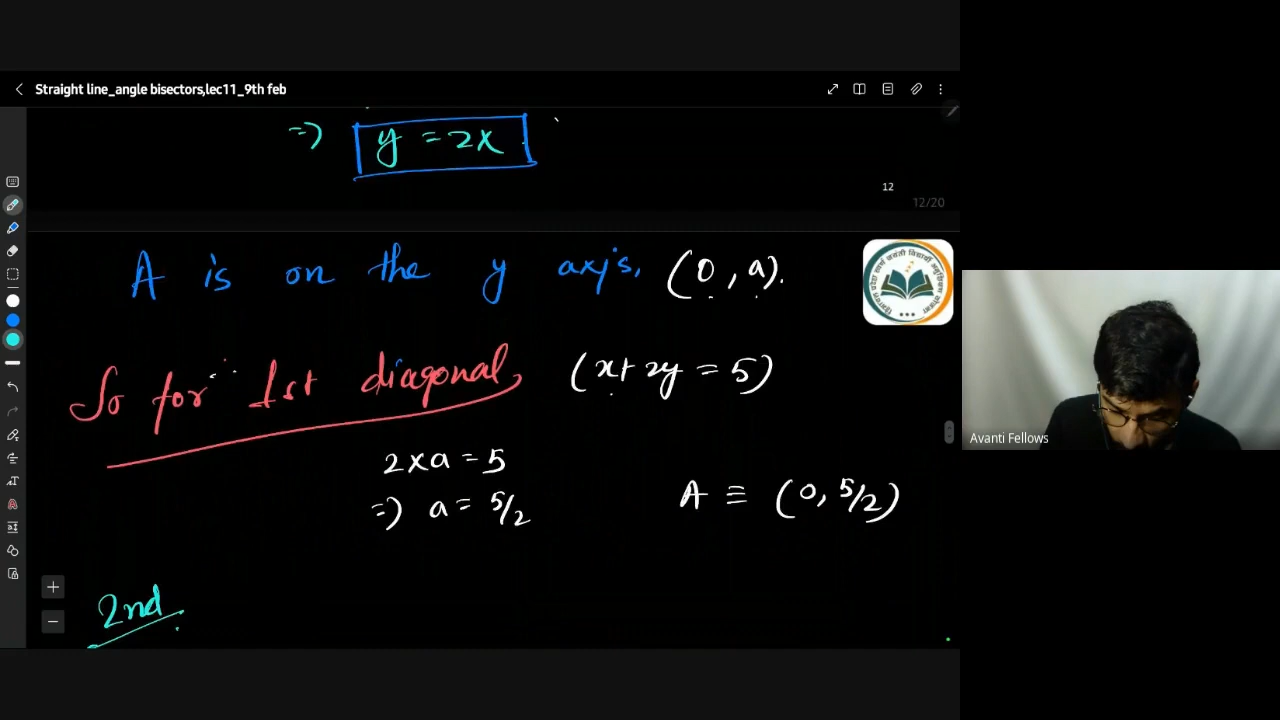 Straight line_angle bisectors,lec11_9th feb
=> y = 2x
12
12/20
A is on the y axis, (0, a).
So for 1st diagonal, (x + 2y = 5)
2 x a = 5
=> a = 5/2
A ≡ (0, 5/2)
2nd
Avanti Fellows